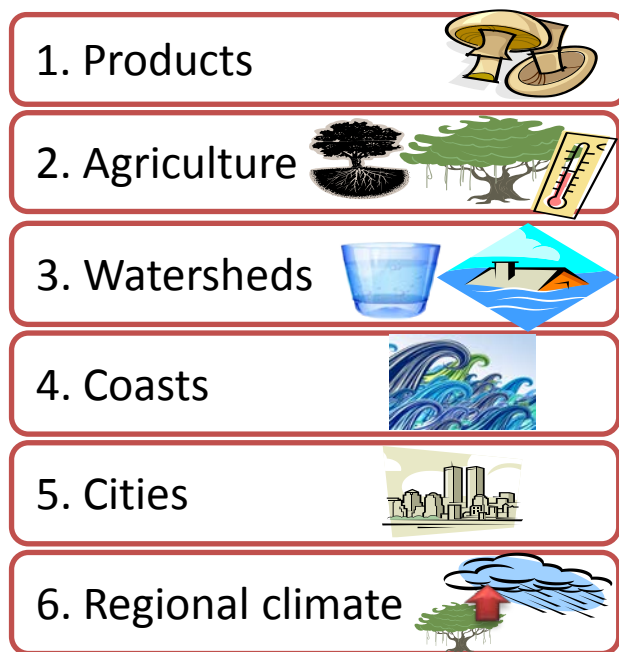 1. Products
2. Agriculture
3. Watersheds
4. Coasts
5. Cities
6. Regional climate